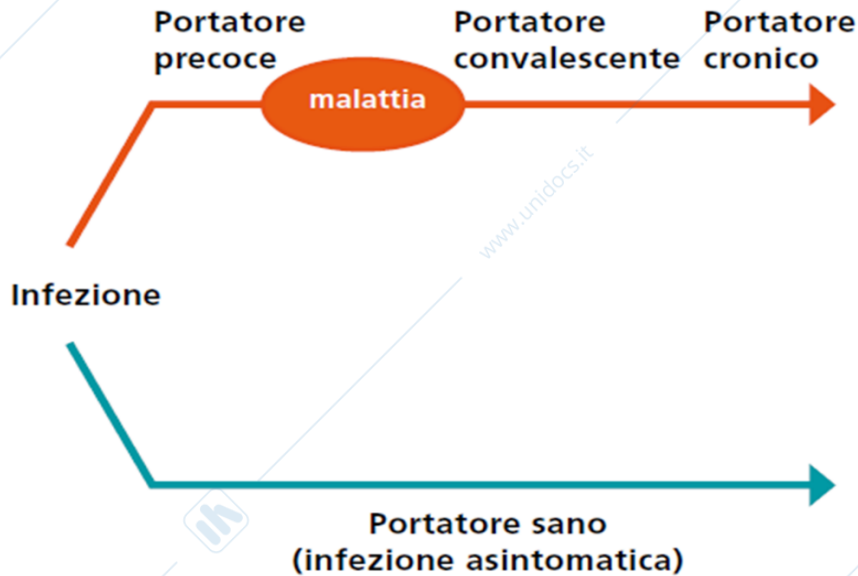 Portatore
precoce
Portatore
convalescente
Portatore
cronico
malattia
www.unidocs.it
Infezione
Portatore sano
(infezione asintomatica)